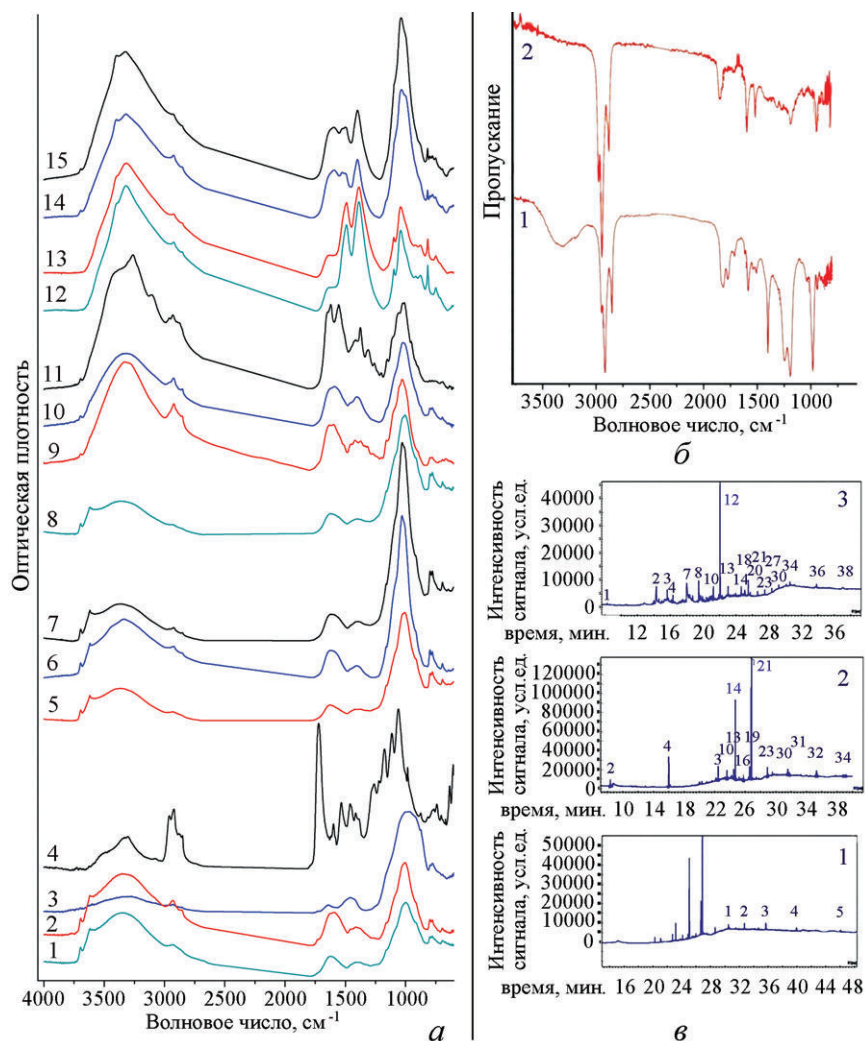 Оптическая плотность
15
14
13
12
11
10
9
8
7
6
5
4
3
2
1
4000 3500 3000 2500 2000 1500 1000
Волновое число, см-1
а
Пропускание
2
1
3500 3000 2500 2000 1500 1000
Волновое число, см-1
б
Интенсивность
сигнала, усл.ед.
40000
30000
20000
10000
0
3
12
1 2 3 4 7 8 10 13 14 18 20 21 23 27 30 34 36 38
время, мин. 12 16 20 24 28 32 36
Интенсивность
сигнала, усл.ед.
120000
100000
80000
60000
40000
20000
0
2
21
14
2 4 3 10 13 16 19 23 30 31 32 34
время, мин. 10 14 18 22 26 30 34 38
Интенсивность
сигнала, усл.ед.
50000
40000
30000
20000
10000
0
1
1 2 3 4 5
время, мин. 16 20 24 28 32 36 40 44 48
в